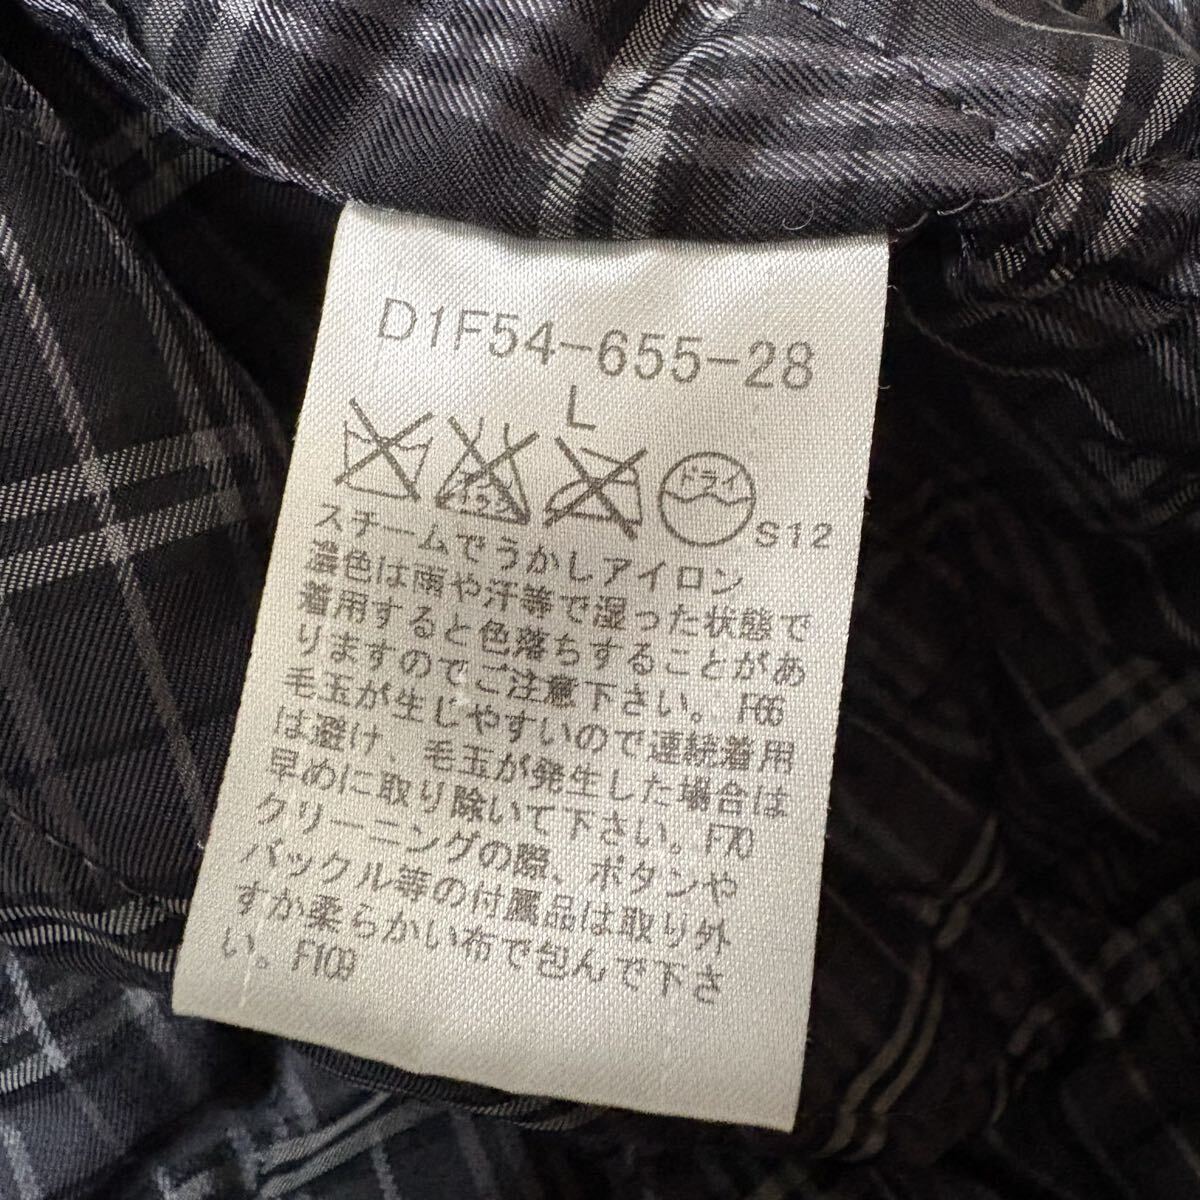 D1F54-655-28
L
エンソ
ドライ
S12
スチームでうかしアイロン
濃色は雨や汗等で湿った状態で
着用すると色落ちすることがあ
りますのでご注意下さい。F66
毛玉が生じやすいので連続着用
は避け、毛玉が発生した場合は
早めに取り除いて下さい。F70
クリーニングの際、ボタンや
バックル等の付属品は取り外
すか柔らかい布で包んで下さ
い。F109